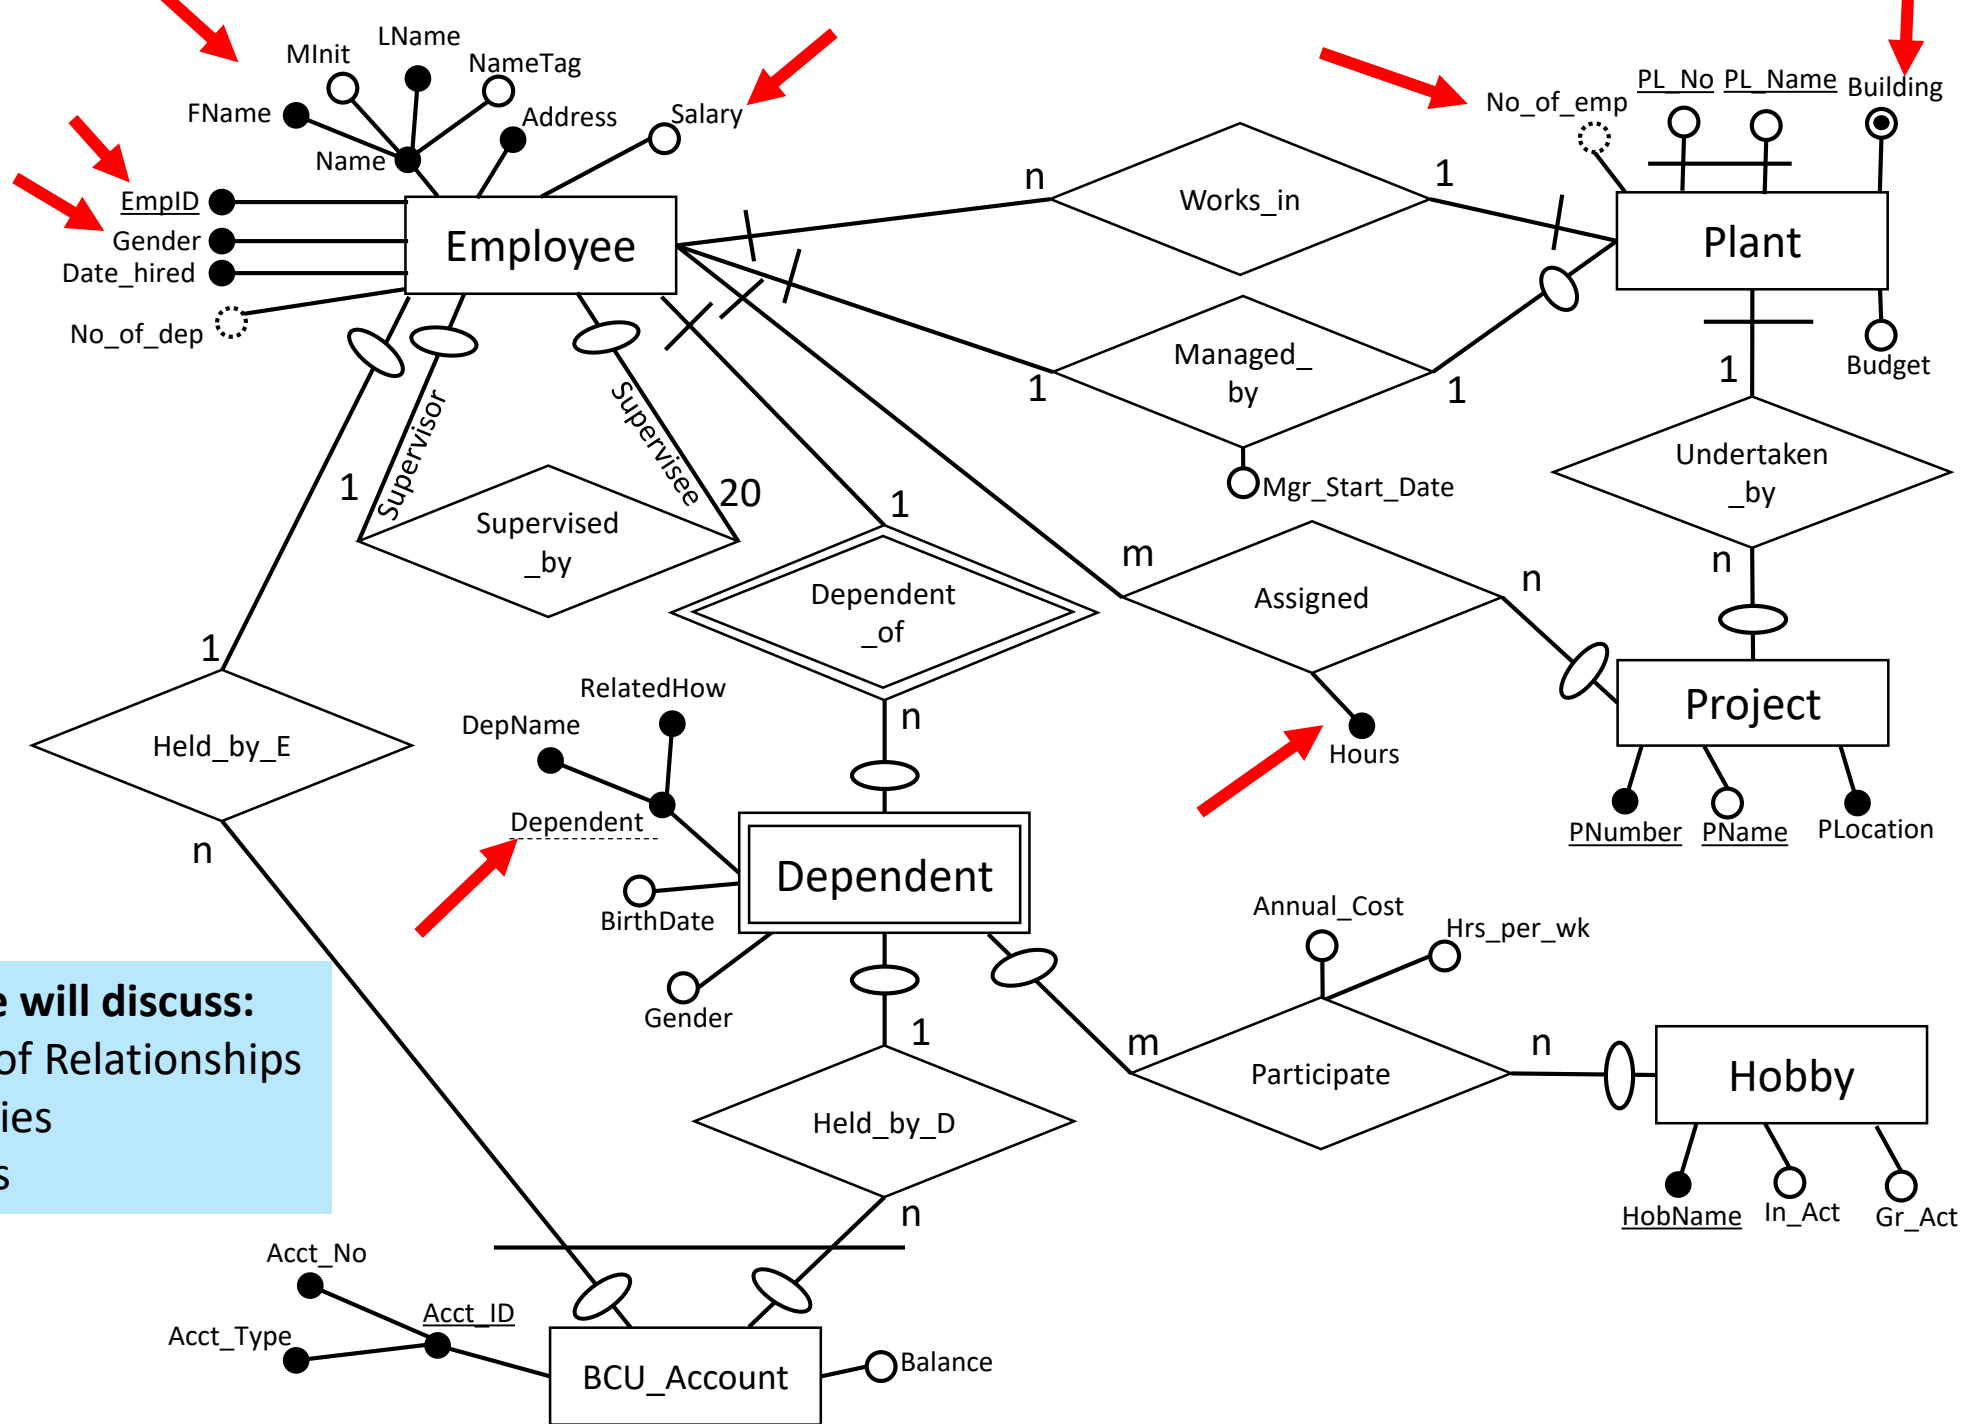 LName
MInit
NameTag
FName
Address
Salary
Name
EmpID
Gender
Date_hired
No_of_dep
Employee
n
Works_in
1
No_of_emp
PL_No
PL_Name
Building
Plant
Budget
1
Managed_
by
1
Mgr_Start_Date
1
Undertaken
_by
n
Supervisor
Supervisee
1
20
Supervised
_by
1
Dependent
_of
n
m
Assigned
n
Hours
Project
PNumber
PName
PLocation
1
Held_by_E
n
RelatedHow
DepName
Dependent
BirthDate
Gender
Dependent
Annual_Cost
Hrs_per_wk
m
Participate
n
Hobby
HobName
In_Act
Gr_Act
1
Held_by_D
n
will discuss:
of Relationships
Acct_No
Acct_Type
Acct_ID
BCU_Account
Balance